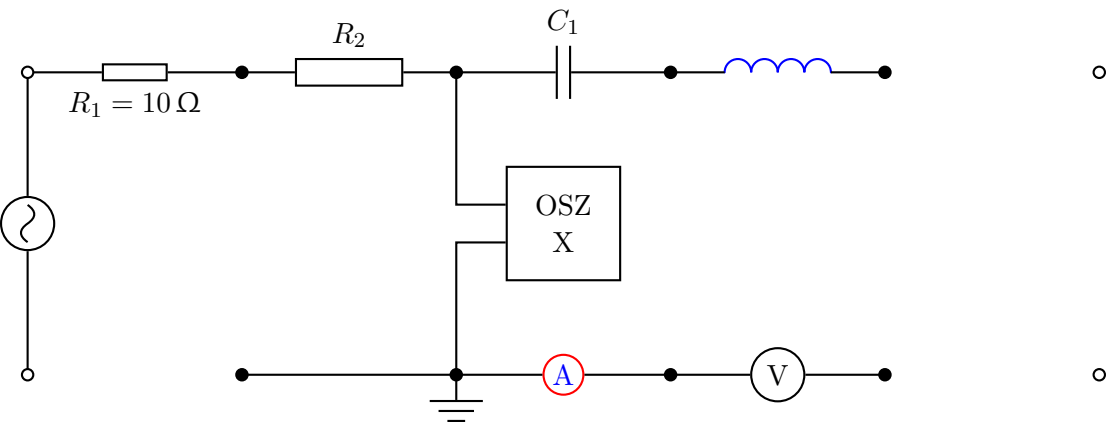 C₁
R₂
R₁ = 10 Ω
OSZ
X
A
V